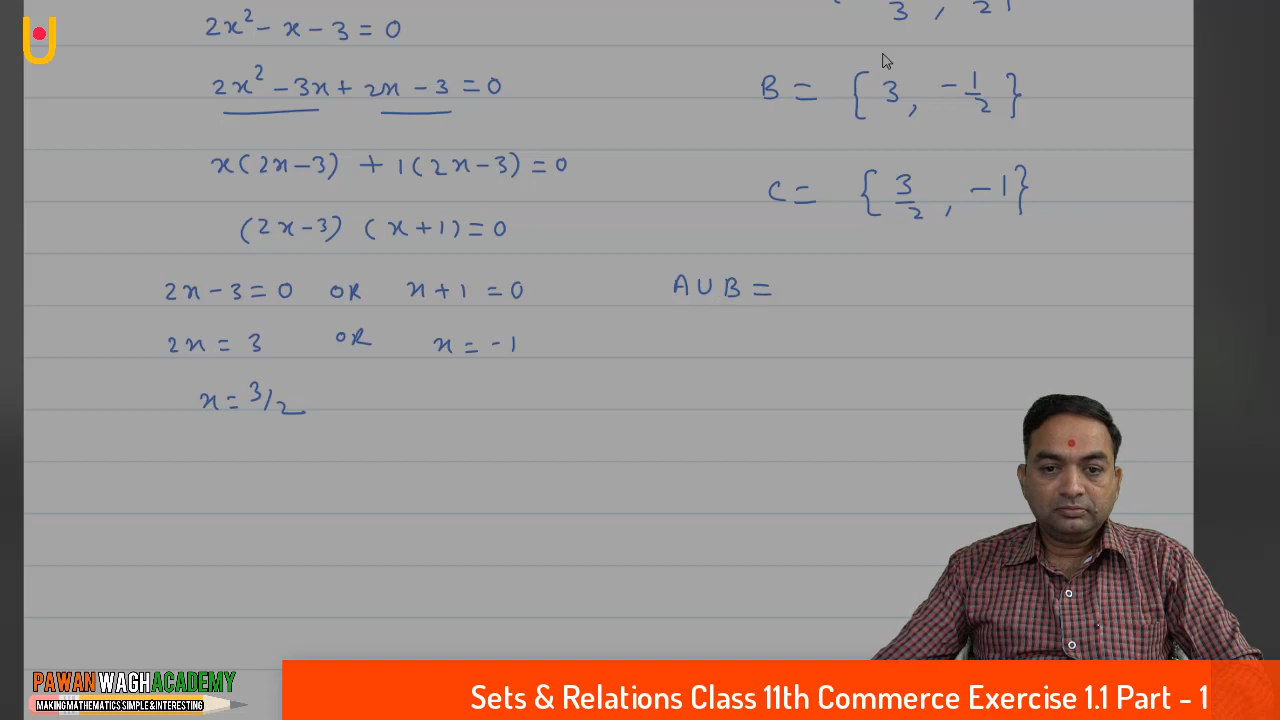 2x² - x - 3 = 0
2x² - 3x + 2x - 3 = 0
x(2x-3) + 1(2x-3) = 0
(2x-3) (x+1) = 0
2x - 3 = 0 OR x + 1 = 0
2x = 3 OR x = -1
x = 3/2
3 , 2
B = { 3, -1/2 }
C = { 3/2, -1 }
A ∪ B =
PAWAN WAGH ACADEMY
MAKING MATHEMATICS SIMPLE & INTERESTING
Sets & Relations Class 11th Commerce Exercise 1.1 Part - 1